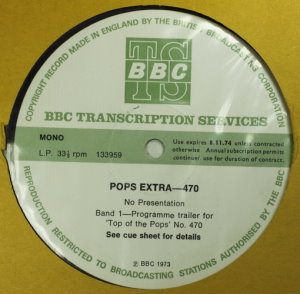 COPYRIGHT RECORD MADE IN ENGLAND BY THE BRITISH BROADCASTING CORPORATION
TS
BBC
BBC TRANSCRIPTION SERVICES
MONO
L.P. 33⅓ rpm 133959
Use expires 8.11.74 unless contracted
otherwise. Annual subscription permits
continuer use for duration of contract.
POPS EXTRA—470
No Presentation
Band 1—Programme trailer for
'Top of the Pops' No. 470
See cue sheet for details
℗ BBC 1973
REPRODUCTION RESTRICTED TO BROADCASTING STATIONS AUTHORISED BY THE BBC